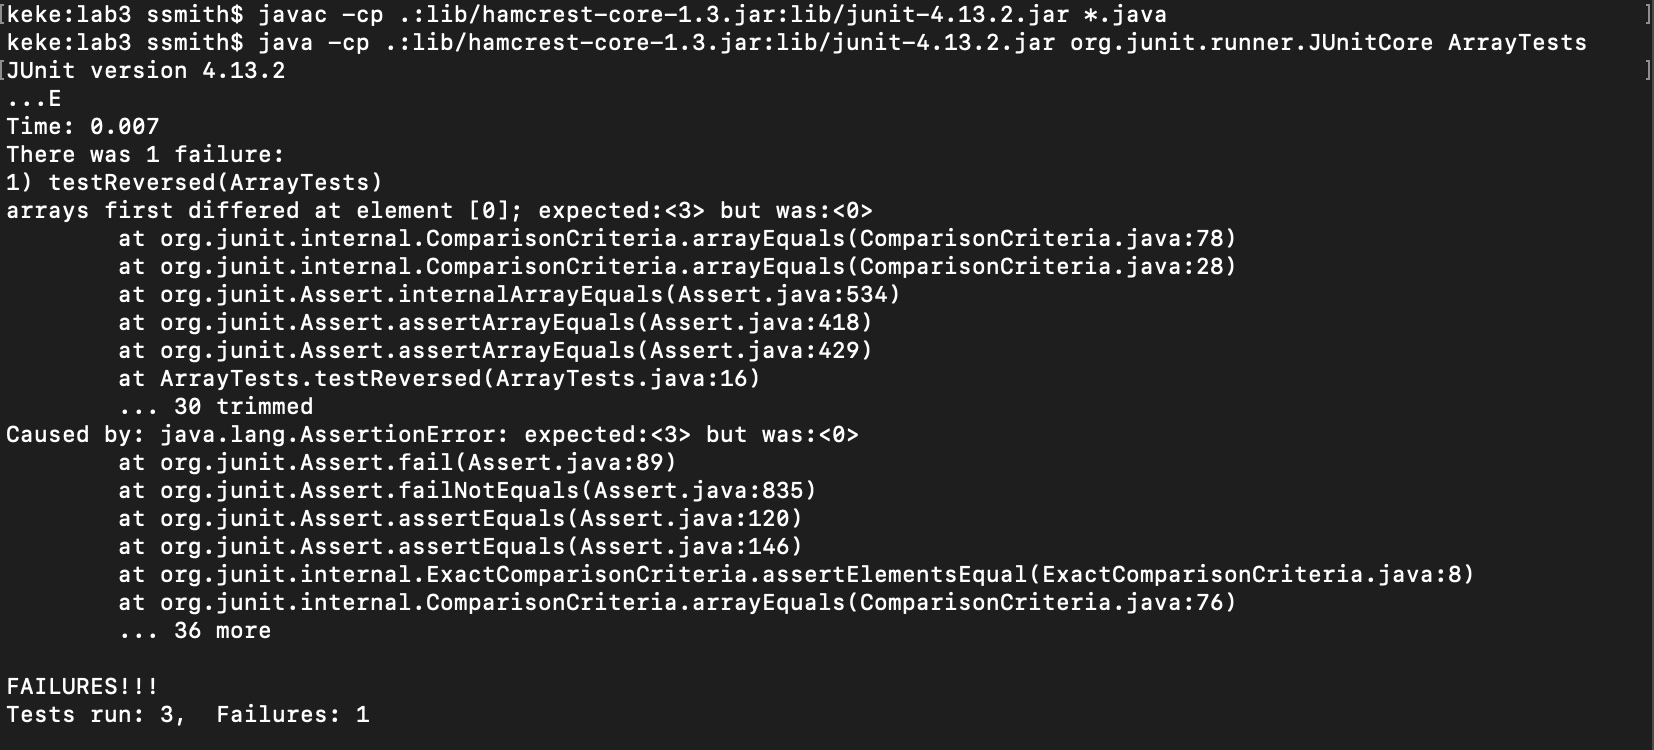 [keke:lab3 ssmith$ javac -cp .:lib/hamcrest-core-1.3.jar:lib/junit-4.13.2.jar *.java ]
keke:lab3 ssmith$ java -cp .:lib/hamcrest-core-1.3.jar:lib/junit-4.13.2.jar org.junit.runner.JUnitCore ArrayTests
[JUnit version 4.13.2 ]
...E
Time: 0.007
There was 1 failure:
1) testReversed(ArrayTests)
arrays first differed at element [0]; expected:<3> but was:<0>
at org.junit.internal.ComparisonCriteria.arrayEquals(ComparisonCriteria.java:78)
at org.junit.internal.ComparisonCriteria.arrayEquals(ComparisonCriteria.java:28)
at org.junit.Assert.internalArrayEquals(Assert.java:534)
at org.junit.Assert.assertArrayEquals(Assert.java:418)
at org.junit.Assert.assertArrayEquals(Assert.java:429)
at ArrayTests.testReversed(ArrayTests.java:16)
... 30 trimmed
Caused by: java.lang.AssertionError: expected:<3> but was:<0>
at org.junit.Assert.fail(Assert.java:89)
at org.junit.Assert.failNotEquals(Assert.java:835)
at org.junit.Assert.assertEquals(Assert.java:120)
at org.junit.Assert.assertEquals(Assert.java:146)
at org.junit.internal.ExactComparisonCriteria.assertElementsEqual(ExactComparisonCriteria.java:8)
at org.junit.internal.ComparisonCriteria.arrayEquals(ComparisonCriteria.java:76)
... 36 more
FAILURES!!!
Tests run: 3,  Failures: 1